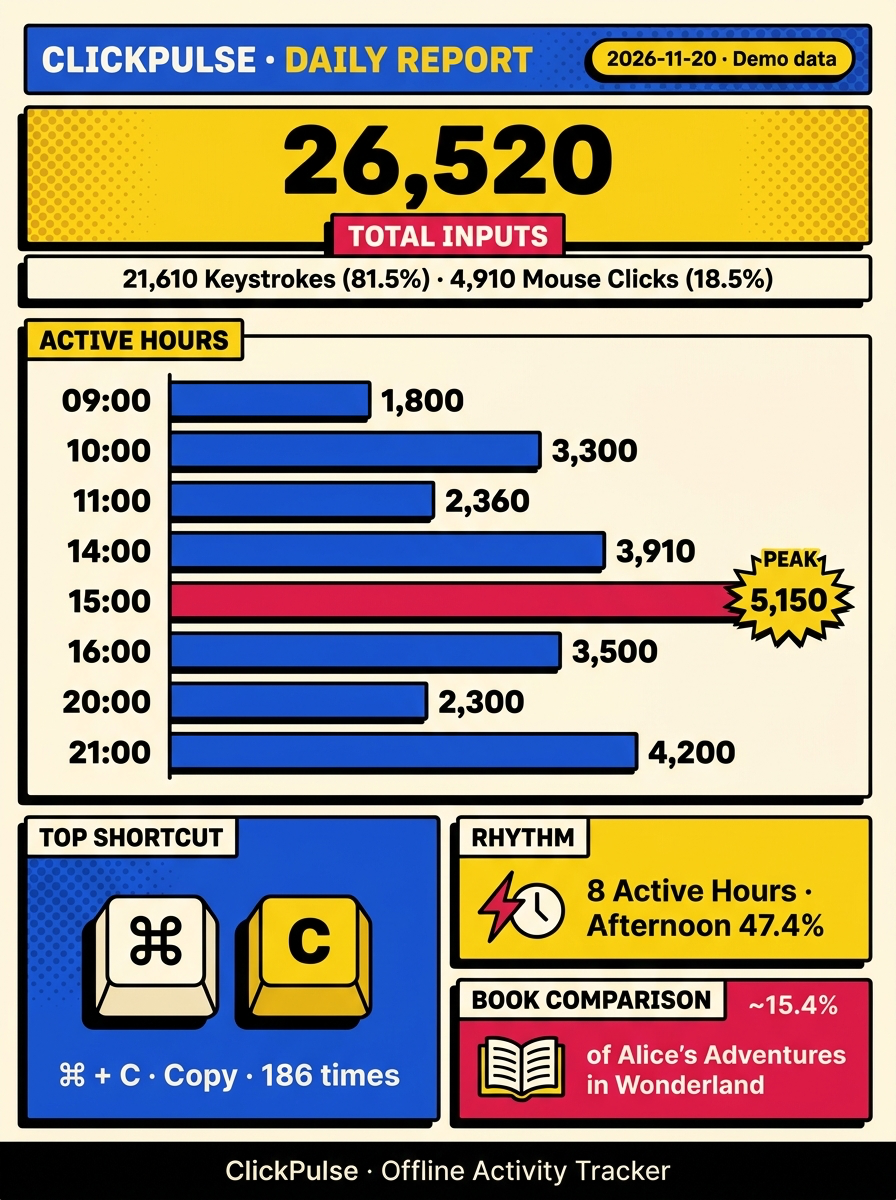 CLICKPULSE · DAILY REPORT
2026-11-20 · Demo data
26,520
TOTAL INPUTS
21,610 Keystrokes (81.5%) · 4,910 Mouse Clicks (18.5%)
ACTIVE HOURS
09:00 1,800
10:00 3,300
11:00 2,360
14:00 3,910
PEAK
15:00 5,150
16:00 3,500
20:00 2,300
21:00 4,200
TOP SHORTCUT
⌘ C
⌘ + C · Copy · 186 times
RHYTHM
8 Active Hours ·
Afternoon 47.4%
BOOK COMPARISON
~15.4%
of Alice’s Adventures
in Wonderland
ClickPulse · Offline Activity Tracker